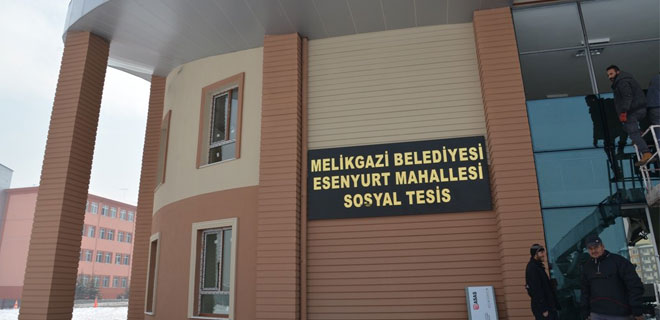 MELİKGAZİ BELEDİYESİ
ESENYURT MAHALLESİ
SOSYAL TESİS